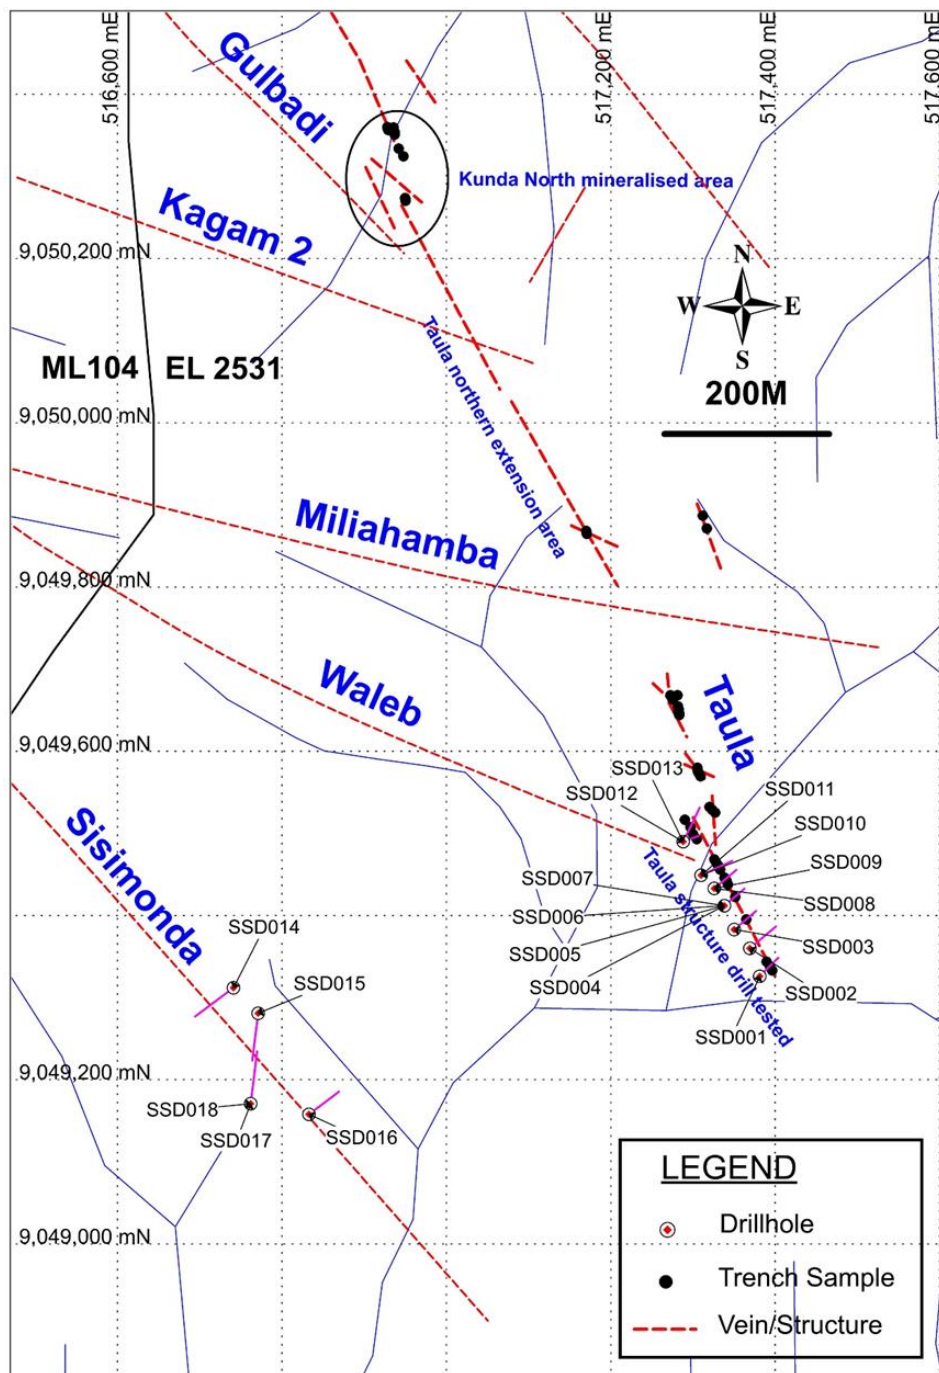 516,600 mE
517,200 mE
517,400 mE
517,600 mE
Gulbadi
Kunda North mineralised area
Kagam 2
9,050,200 mN
N
W
E
S
Taula northern extension area
ML104
EL 2531
200M
9,050,000 mN
Miliahamba
9,049,800 mN
Waleb
Taula
9,049,600 mN
SSD013
SSD012
SSD011
SSD010
SSD009
SSD008
SSD007
SSD006
SSD005
SSD004
SSD003
SSD002
SSD001
Taula structure drill tested
Sisimonda
SSD014
SSD015
9,049,200 mN
SSD018
SSD017
SSD016
9,049,000 mN
LEGEND
Drillhole
Trench Sample
Vein/Structure